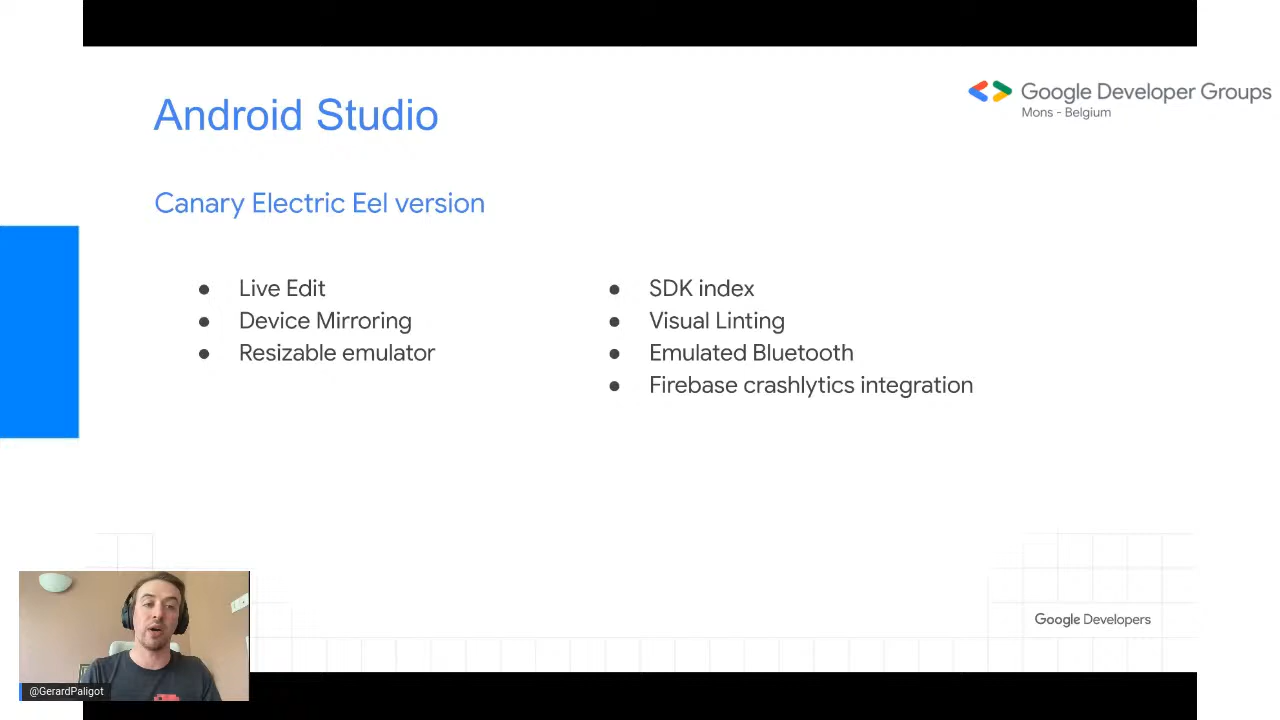 Android Studio
Google Developer Groups
Mons - Belgium
Canary Electric Eel version
● Live Edit
● Device Mirroring
● Resizable emulator
● SDK index
● Visual Linting
● Emulated Bluetooth
● Firebase crashlytics integration
Google Developers
@GerardPaligot